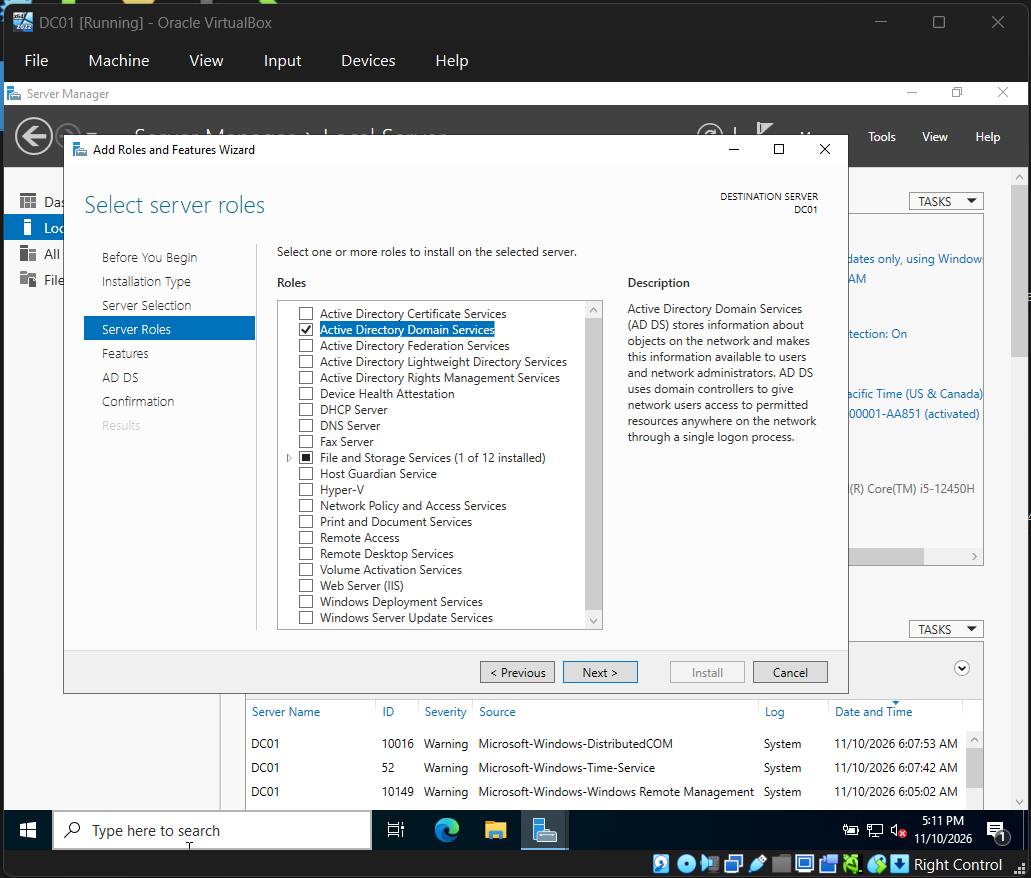 DC01 [Running] - Oracle VirtualBox
File Machine View Input Devices Help
Server Manager
Tools View Help
Add Roles and Features Wizard
Select server roles
DESTINATION SERVER
DC01
Before You Begin
Installation Type
Server Selection
Server Roles
Features
AD DS
Confirmation
Results
Select one or more roles to install on the selected server.
Roles
Active Directory Certificate Services
Active Directory Domain Services
Active Directory Federation Services
Active Directory Lightweight Directory Services
Active Directory Rights Management Services
Device Health Attestation
DHCP Server
DNS Server
Fax Server
File and Storage Services (1 of 12 installed)
Host Guardian Service
Hyper-V
Network Policy and Access Services
Print and Document Services
Remote Access
Remote Desktop Services
Volume Activation Services
Web Server (IIS)
Windows Deployment Services
Windows Server Update Services
Description
Active Directory Domain Services
(AD DS) stores information about
objects on the network and makes
this information available to users
and network administrators. AD DS
uses domain controllers to give
network users access to permitted
resources anywhere on the network
through a single logon process.
< Previous
Next >
Install
Cancel
All
TASKS
only, using
AM
On
Time (US & Canada)
(activated)
Core(TM) i5-12450H
TASKS
Server Name ID Severity Source Log Date and Time
DC01 10016 Warning Microsoft-Windows-DistributedCOM System 11/10/2026 6:07:53 AM
DC01 52 Warning Microsoft-Windows-Time-Service System 11/10/2026 6:07:42 AM
DC01 10149 Warning Microsoft-Windows-Windows Remote Management System 11/10/2026 6:05:02 AM
Type here to search
5:11 PM
11/10/2026
1
Right Control